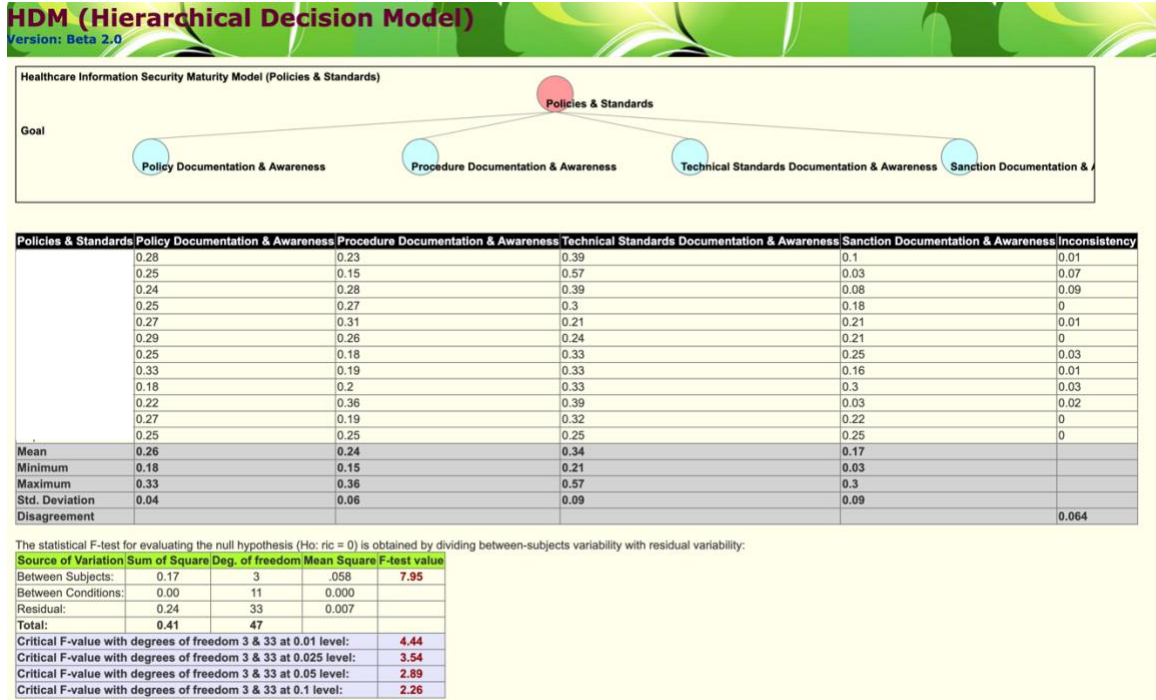 HDM (Hierarchical Decision Model)
Version: Beta 2.0
Healthcare Information Security Maturity Model (Policies & Standards)
Policies & Standards
Goal
Policy Documentation & Awareness Procedure Documentation & Awareness Technical Standards Documentation & Awareness Sanction Documentation &
Policies & Standards Policy Documentation & Awareness Procedure Documentation & Awareness Technical Standards Documentation & Awareness Sanction Documentation & Awareness Inconsistency
0.28 0.23 0.39 0.1 0.01
0.25 0.15 0.57 0.03 0.07
0.24 0.28 0.39 0.08 0.09
0.25 0.27 0.3 0.18 0
0.27 0.31 0.21 0.21 0.01
0.29 0.26 0.24 0.21 0
0.25 0.18 0.33 0.25 0.03
0.33 0.19 0.33 0.16 0.01
0.18 0.2 0.33 0.3 0.03
0.22 0.36 0.39 0.03 0.02
0.27 0.19 0.32 0.22 0
0.25 0.25 0.25 0.25 0
Mean 0.26 0.24 0.34 0.17
Minimum 0.18 0.15 0.21 0.03
Maximum 0.33 0.36 0.57 0.3
Std. Deviation 0.04 0.06 0.09 0.09
Disagreement 0.064
The statistical F-test for evaluating the null hypothesis (Ho: ric = 0) is obtained by dividing between-subjects variability with residual variability:
Source of Variation Sum of Square Deg. of freedom Mean Square F-test value
Between Subjects: 0.17 3 .058 7.95
Between Conditions: 0.00 11 0.000
Residual: 0.24 33 0.007
Total: 0.41 47
Critical F-value with degrees of freedom 3 & 33 at 0.01 level: 4.44
Critical F-value with degrees of freedom 3 & 33 at 0.025 level: 3.54
Critical F-value with degrees of freedom 3 & 33 at 0.05 level: 2.89
Critical F-value with degrees of freedom 3 & 33 at 0.1 level: 2.26